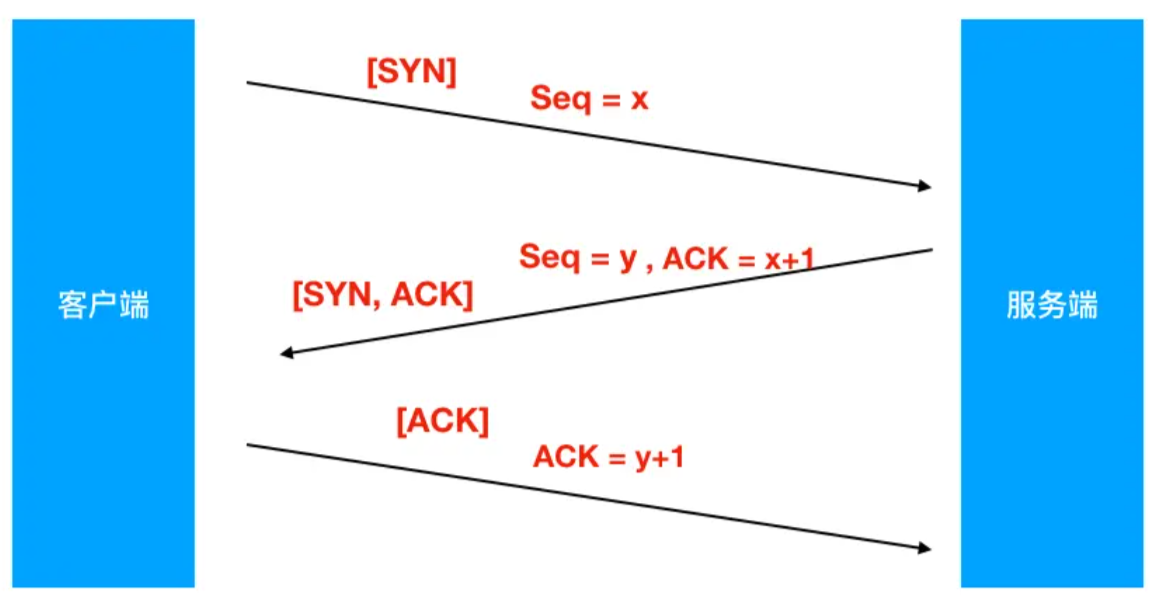 [SYN]
Seq = x
Seq = y , ACK = x+1
[SYN, ACK]
客户端
服务端
[ACK]
ACK = y+1